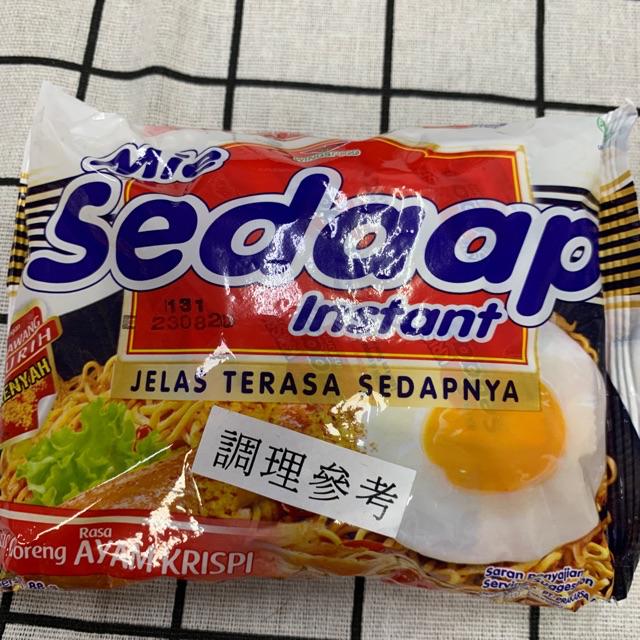 Mie
Sedaap
Instant
131
230820
JELAS TERASA SEDAPNYA
調理參考
Goreng
Rasa
AYAM KRISPI
Saran Penyajian